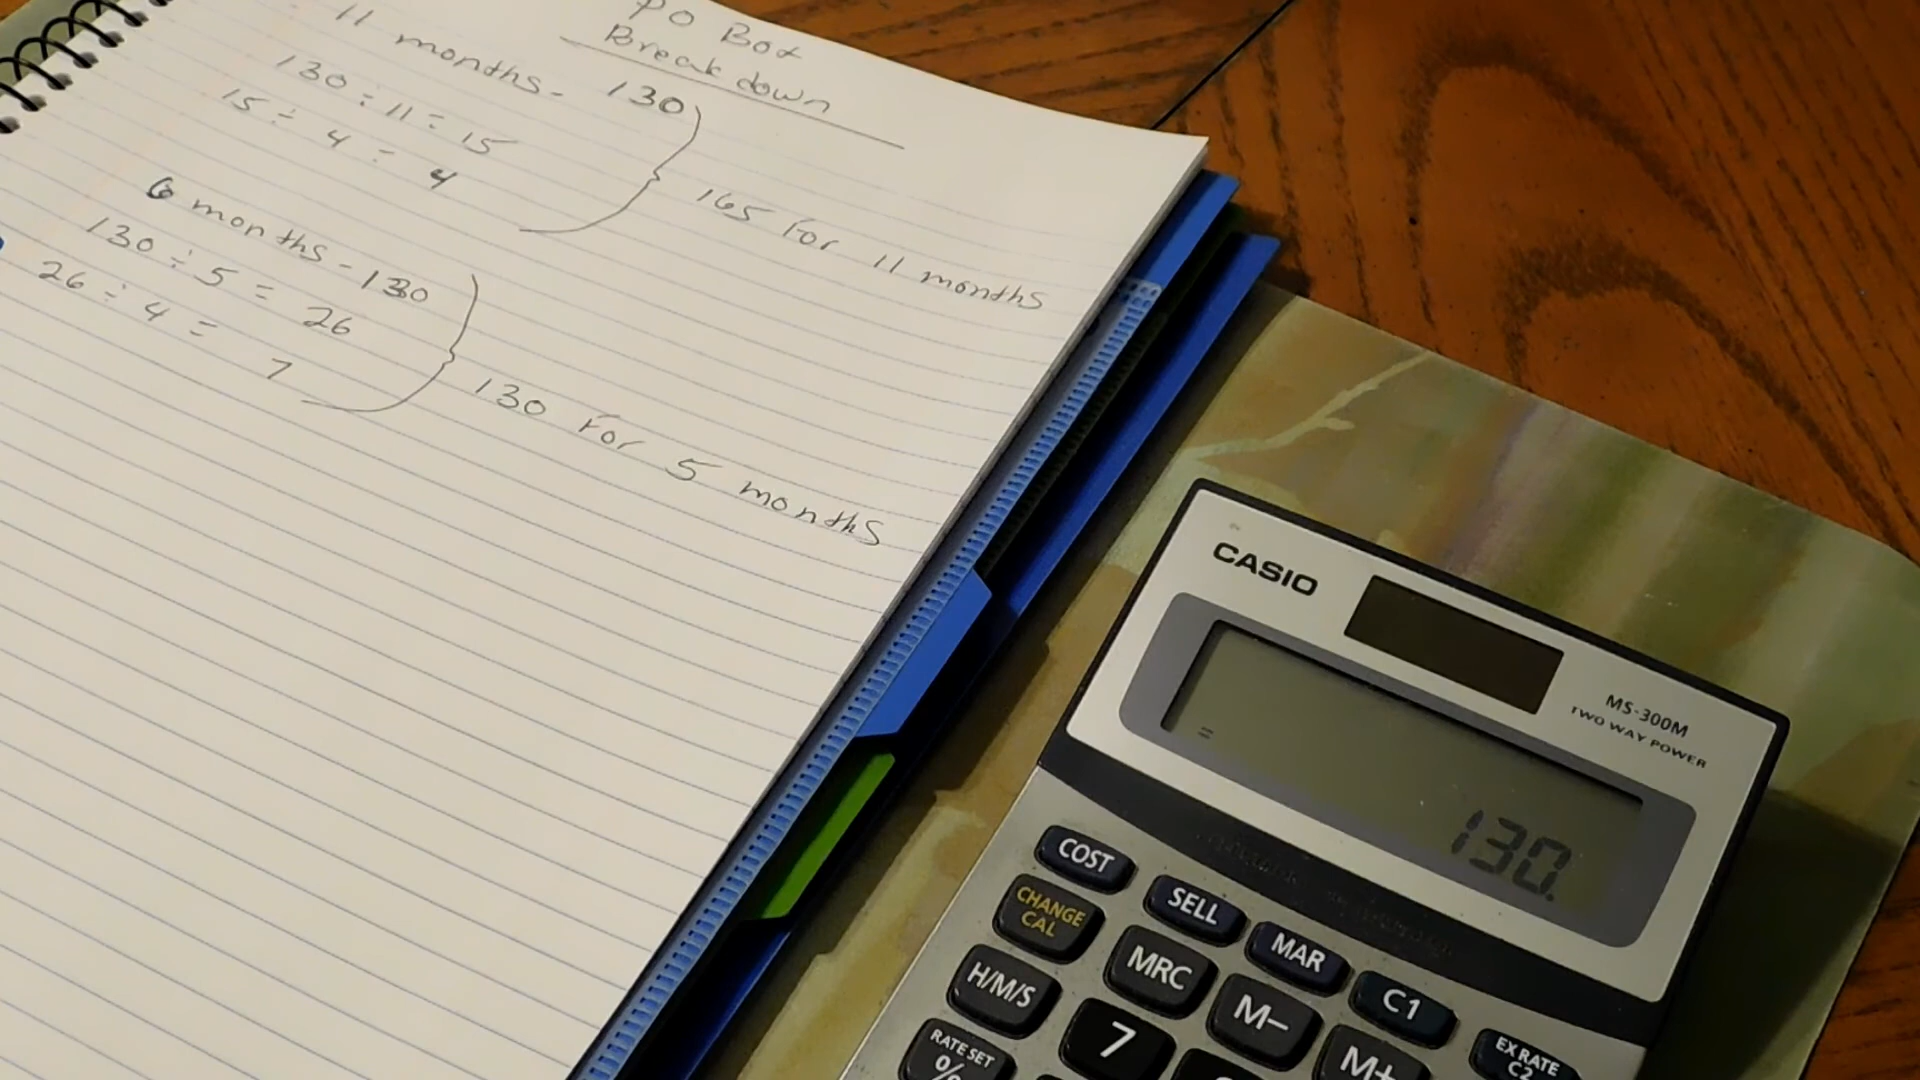 PO Box
Breakdown
11 months - 130
130 ÷ 11 = 15
15 ÷ 4 = 4
165 For 11 months
6 months - 130
130 ÷ 5 = 26
26 ÷ 4 = 7
130 For 5 months
CASIO
MS-300M
TWO WAY POWER
=
130.
COST
SELL
MAR
C1
EX RATE
C2
CHANGE
CAL
MRC
M−
M+
H/M/S
7
RATE SET
%